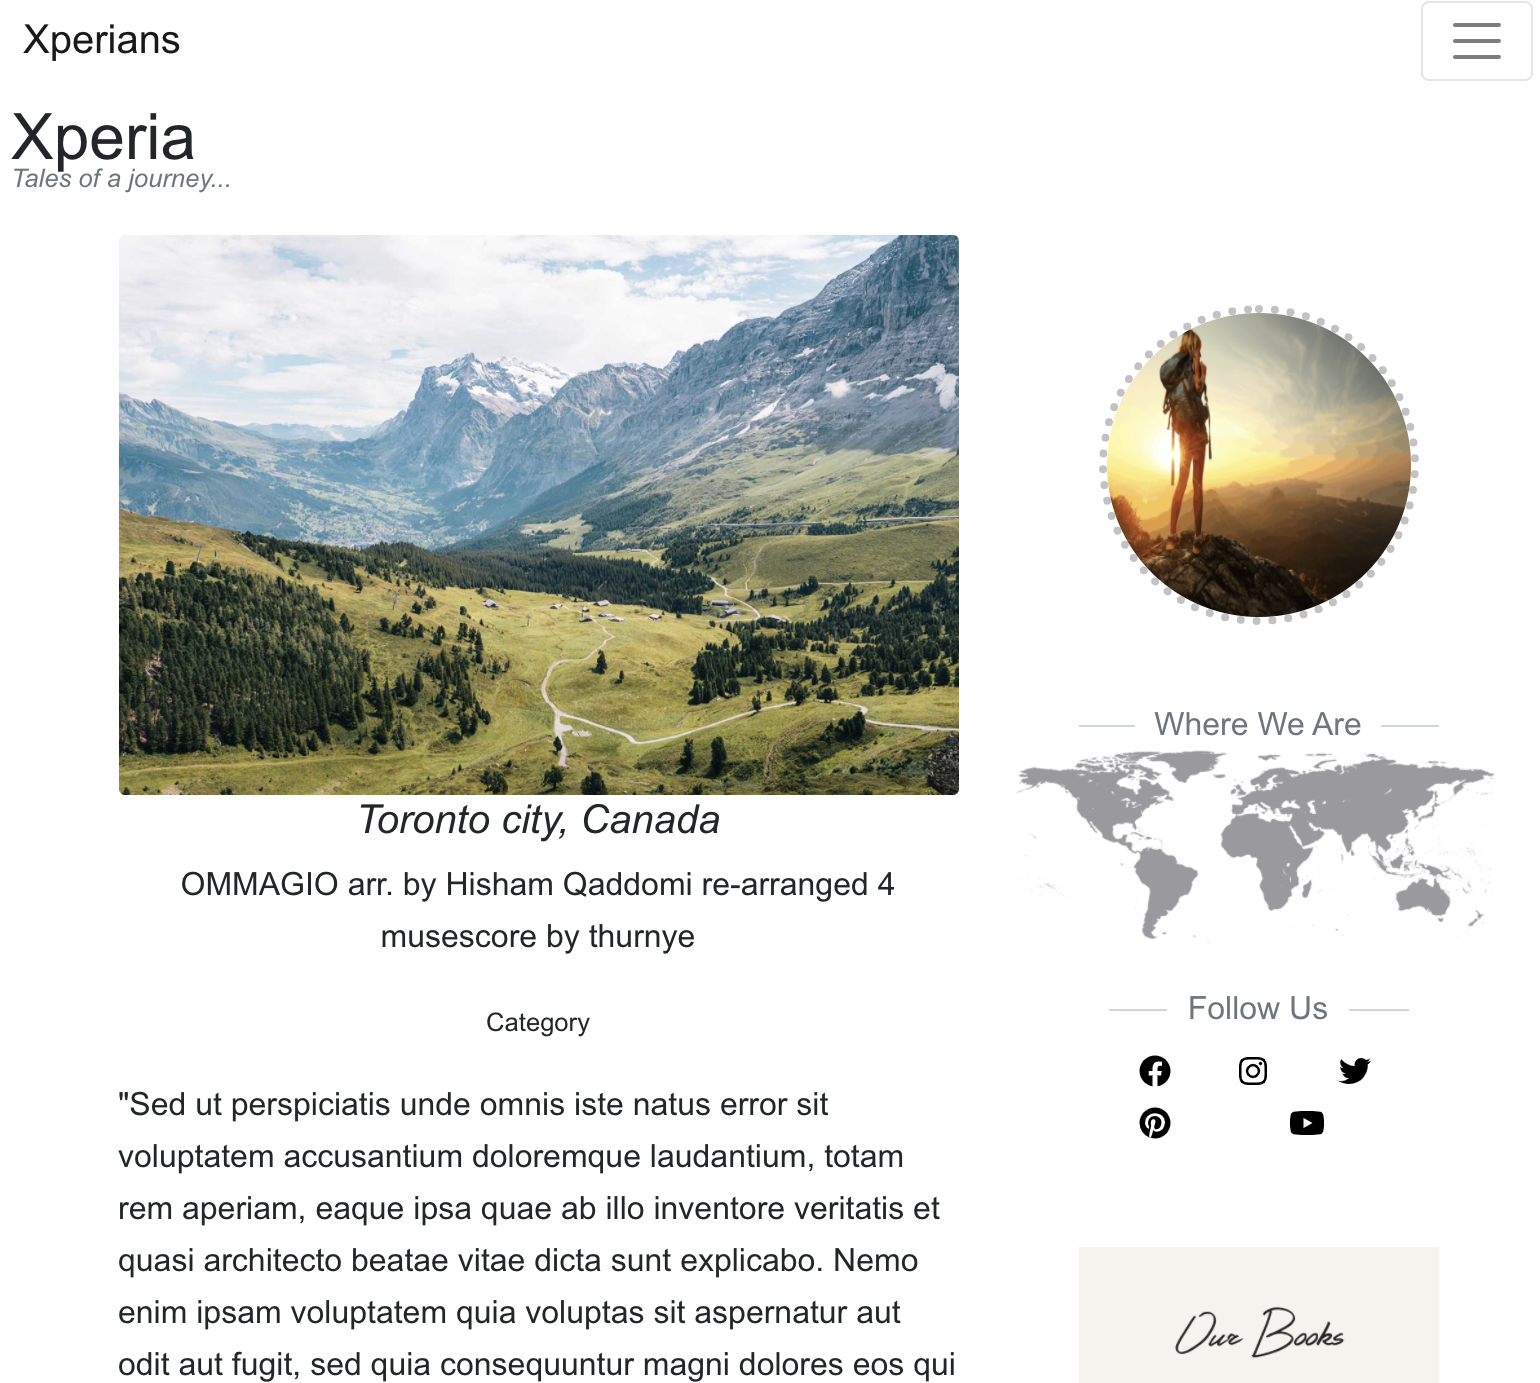 Xperians
Xperia
Tales of a journey...
Toronto city, Canada
OMMAGIO arr. by Hisham Qaddomi re-arranged 4
musescore by thurnye
Category
"Sed ut perspiciatis unde omnis iste natus error sit
voluptatem accusantium doloremque laudantium, totam
rem aperiam, eaque ipsa quae ab illo inventore veritatis et
quasi architecto beatae vitae dicta sunt explicabo. Nemo
enim ipsam voluptatem quia voluptas sit aspernatur aut
odit aut fugit, sed quia consequuntur magni dolores eos qui
Where We Are
Follow Us
Our Books